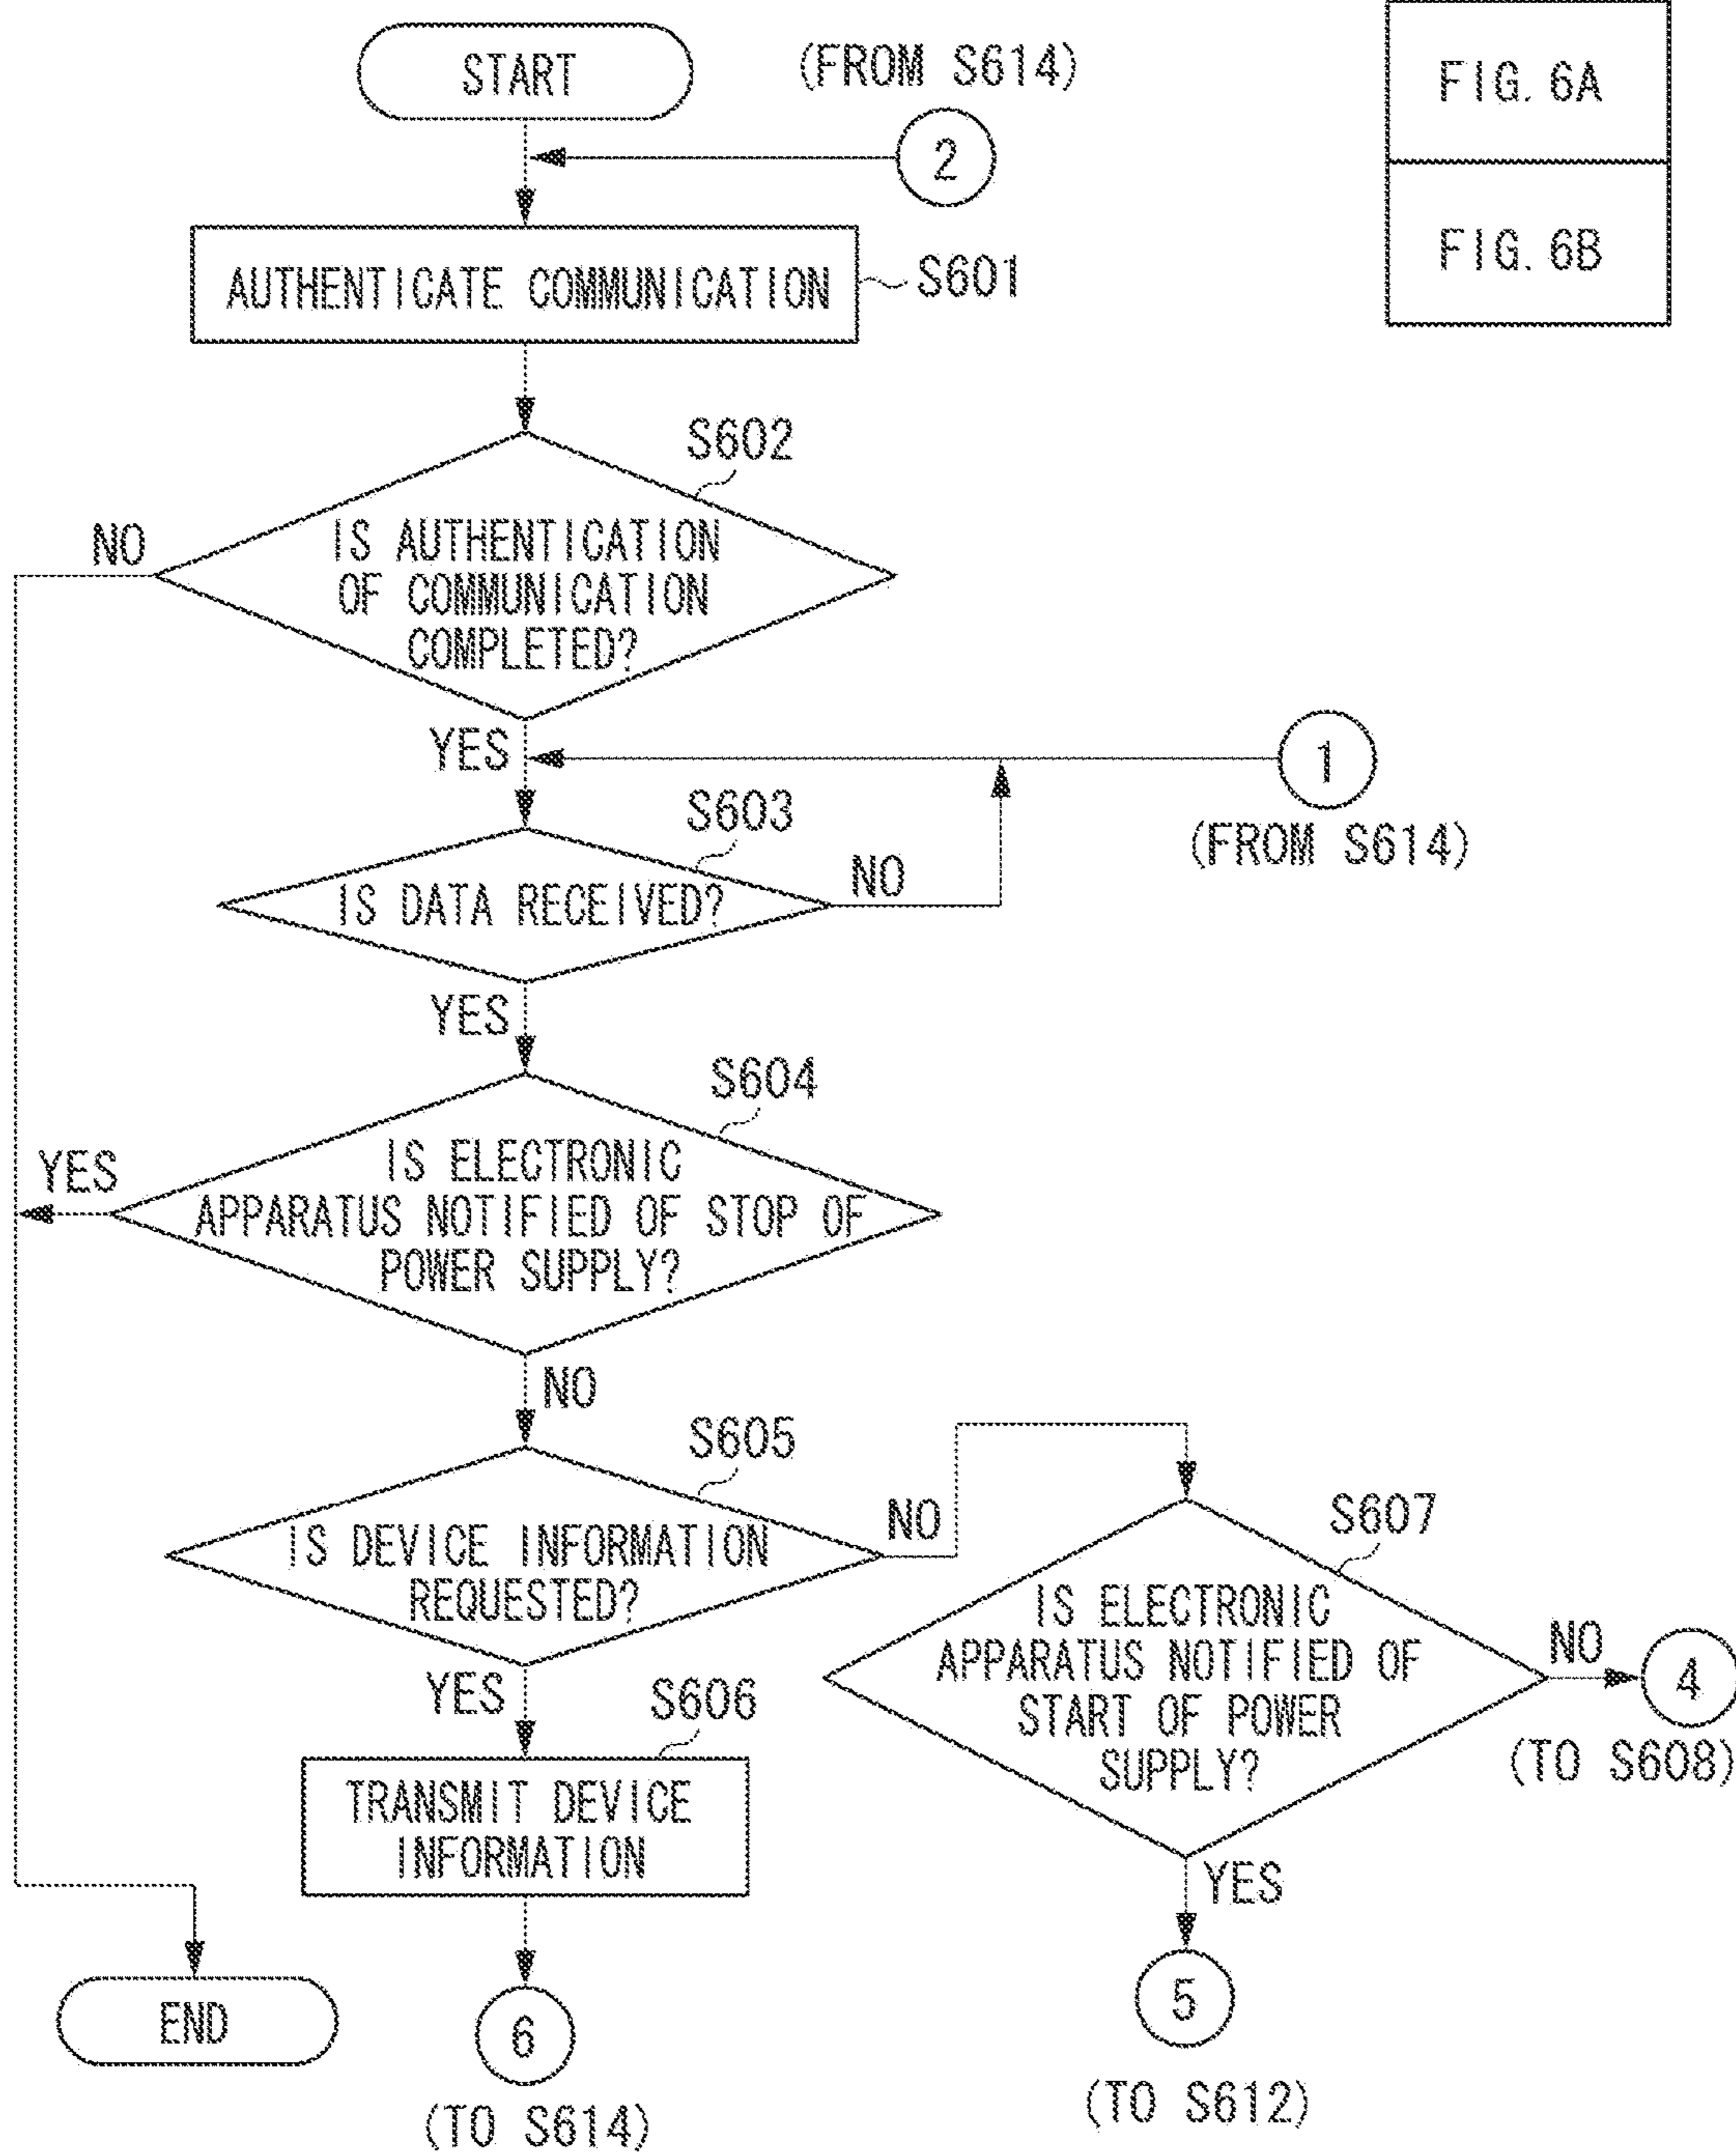 START
(FROM S614)
2
FIG. 6A
FIG. 6B
AUTHENTICATE COMMUNICATION
S601
S602
NO
IS AUTHENTICATION
OF COMMUNICATION
COMPLETED?
YES
1
(FROM S614)
S603
IS DATA RECEIVED?
NO
YES
S604
YES
IS ELECTRONIC
APPARATUS NOTIFIED OF STOP OF
POWER SUPPLY?
NO
S605
IS DEVICE INFORMATION
REQUESTED?
NO
S607
IS ELECTRONIC
APPARATUS NOTIFIED OF
START OF POWER
SUPPLY?
NO
4
(TO S608)
YES
S606
TRANSMIT DEVICE
INFORMATION
YES
END
6
(TO S614)
5
(TO S612)